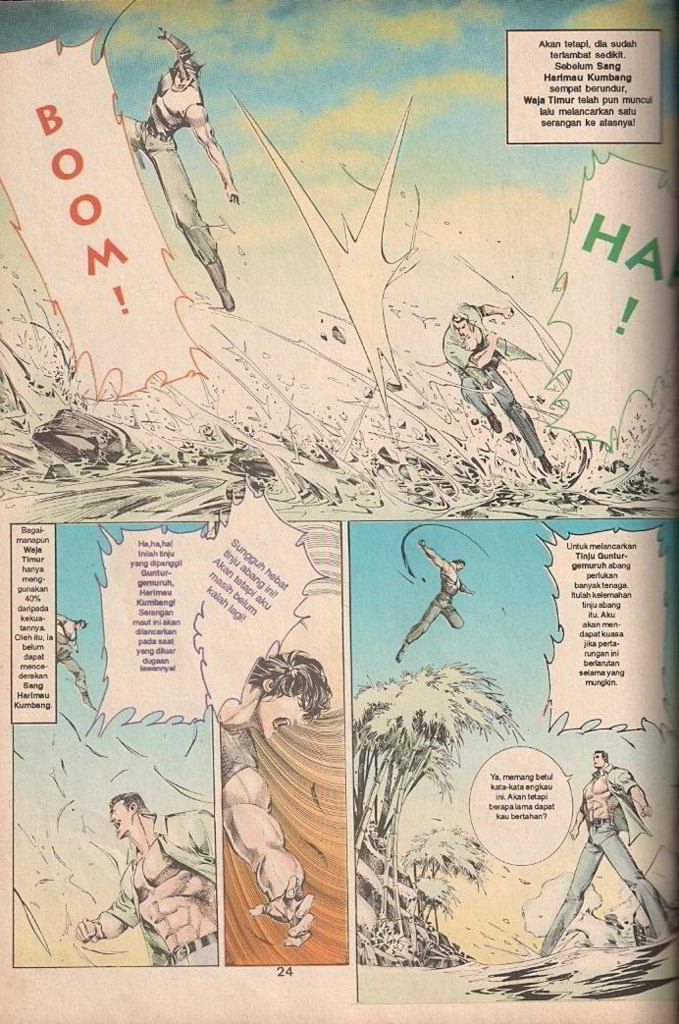 BOOM!
Akan tetapi, dia sudah
terlambat sedikit.
Sebelum Sang
Harimau Kumbang
sempat berundur,
Waja Timur telah pun muncul
lalu melancarkan satu
serangan ke atasnya!
Bagai-
manapun
Waja
Timur
hanya
meng-
gunakan
40%
daripada
kekua-
tannya.
Oleh itu, ia
belum
dapat
mence-
derakan
Sang
Harimau
Kumbang.
Ha,ha,ha!
Inilah tinju
yang dipanggil
Guntur-
gemuruh,
Harimau
Kumbang!
Serangan
maut ini akan
dilancarkan
pada saat
yang diluar
dugaan
lawannya!
Sungguh hebat
tinju abang ini!
Akan tetapi aku
masih belum
kalah lagi!
Untuk melancarkan
Tinju Guntur-
gemuruh abang
perlukan
banyak tenaga.
Itulah kelemahan
tinju abang
itu. Aku
akan men-
dapat kuasa
jika perta-
rungan ini
berlarutan
selama yang
mungkin.
Ya, memang betul
kata-kata engkau
ini. Akan tetapi
berapa lama dapat
kau bertahan?
24